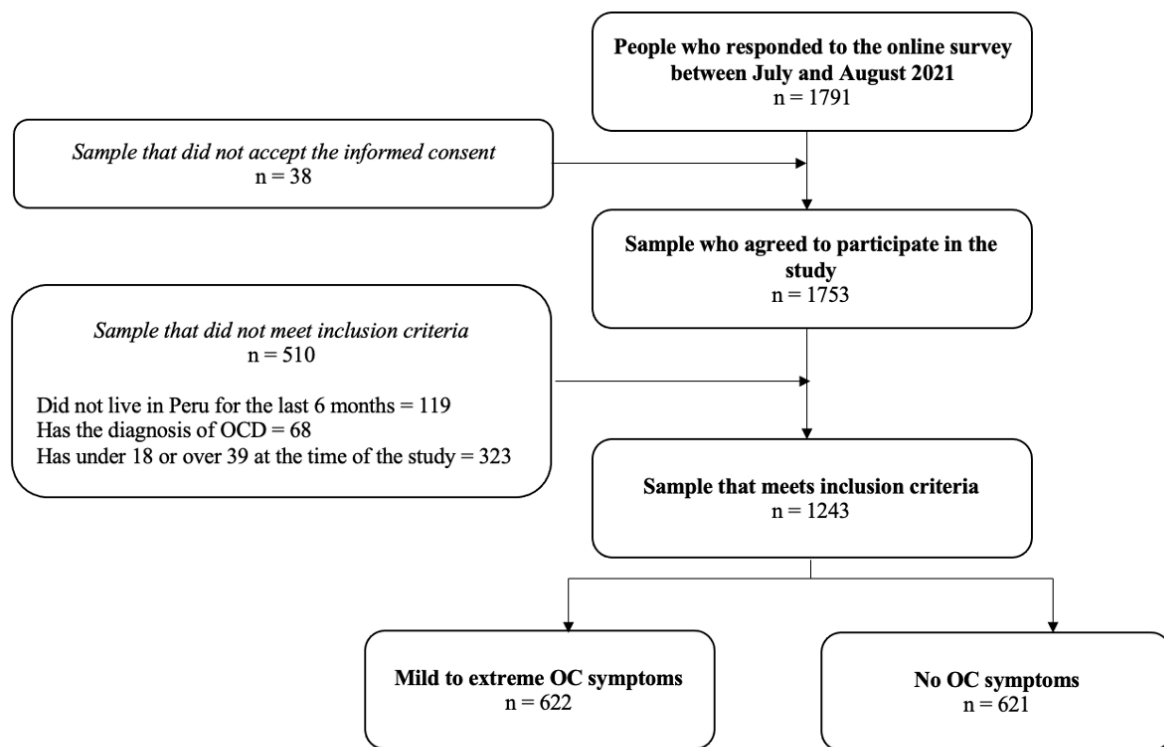 People who responded to the online survey
between July and August 2021
n = 1791
Sample that did not accept the informed consent
n = 38
Sample who agreed to participate in the
study
n = 1753
Sample that did not meet inclusion criteria
n = 510
Did not live in Peru for the last 6 months = 119
Has the diagnosis of OCD = 68
Has under 18 or over 39 at the time of the study = 323
Sample that meets inclusion criteria
n = 1243
Mild to extreme OC symptoms
n = 622
No OC symptoms
n = 621